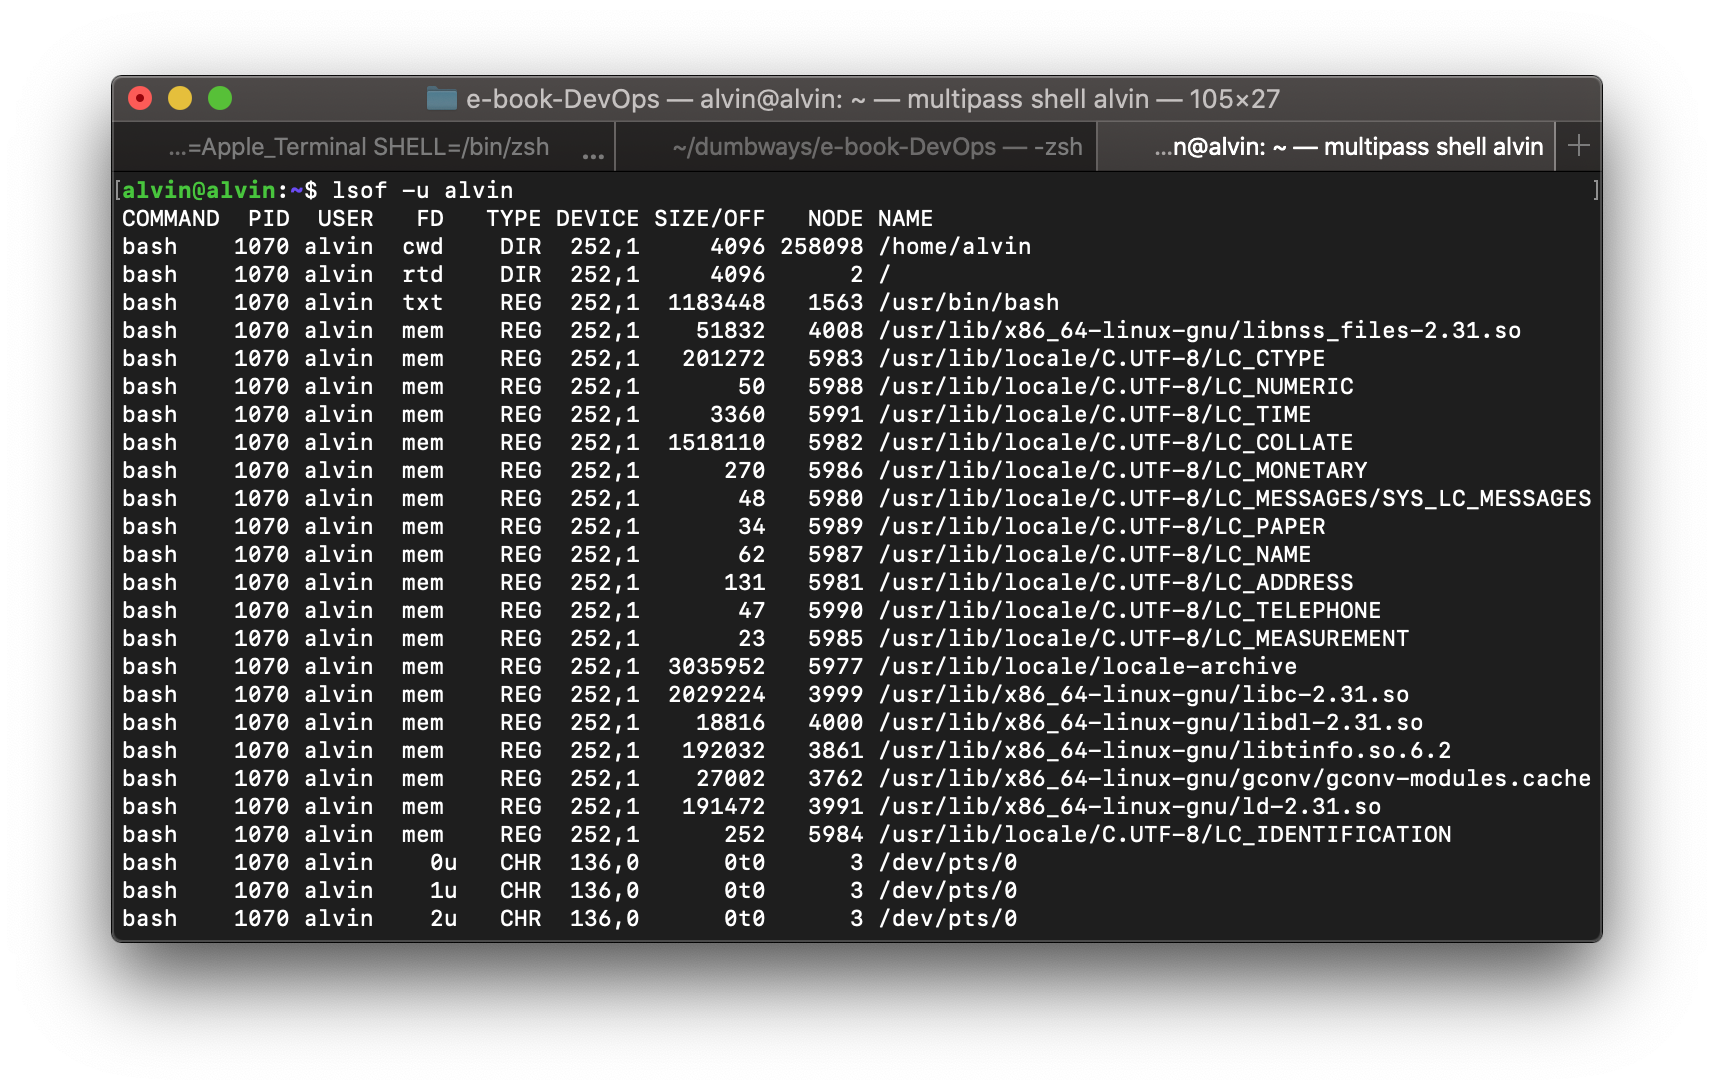 e-book-DevOps — alvin@alvin: ~ — multipass shell alvin — 105×27
...=Apple_Terminal SHELL=/bin/zsh ... ~/dumbways/e-book-DevOps — -zsh ...n@alvin: ~ — multipass shell alvin +
[alvin@alvin:~$ lsof -u alvin ]
COMMAND  PID  USER   FD   TYPE DEVICE SIZE/OFF   NODE NAME
bash    1070 alvin  cwd    DIR  252,1     4096 258098 /home/alvin
bash    1070 alvin  rtd    DIR  252,1     4096      2 /
bash    1070 alvin  txt    REG  252,1  1183448   1563 /usr/bin/bash
bash    1070 alvin  mem    REG  252,1    51832   4008 /usr/lib/x86_64-linux-gnu/libnss_files-2.31.so
bash    1070 alvin  mem    REG  252,1   201272   5983 /usr/lib/locale/C.UTF-8/LC_CTYPE
bash    1070 alvin  mem    REG  252,1       50   5988 /usr/lib/locale/C.UTF-8/LC_NUMERIC
bash    1070 alvin  mem    REG  252,1     3360   5991 /usr/lib/locale/C.UTF-8/LC_TIME
bash    1070 alvin  mem    REG  252,1  1518110   5982 /usr/lib/locale/C.UTF-8/LC_COLLATE
bash    1070 alvin  mem    REG  252,1      270   5986 /usr/lib/locale/C.UTF-8/LC_MONETARY
bash    1070 alvin  mem    REG  252,1       48   5980 /usr/lib/locale/C.UTF-8/LC_MESSAGES/SYS_LC_MESSAGES
bash    1070 alvin  mem    REG  252,1       34   5989 /usr/lib/locale/C.UTF-8/LC_PAPER
bash    1070 alvin  mem    REG  252,1       62   5987 /usr/lib/locale/C.UTF-8/LC_NAME
bash    1070 alvin  mem    REG  252,1      131   5981 /usr/lib/locale/C.UTF-8/LC_ADDRESS
bash    1070 alvin  mem    REG  252,1       47   5990 /usr/lib/locale/C.UTF-8/LC_TELEPHONE
bash    1070 alvin  mem    REG  252,1       23   5985 /usr/lib/locale/C.UTF-8/LC_MEASUREMENT
bash    1070 alvin  mem    REG  252,1  3035952   5977 /usr/lib/locale/locale-archive
bash    1070 alvin  mem    REG  252,1  2029224   3999 /usr/lib/x86_64-linux-gnu/libc-2.31.so
bash    1070 alvin  mem    REG  252,1    18816   4000 /usr/lib/x86_64-linux-gnu/libdl-2.31.so
bash    1070 alvin  mem    REG  252,1   192032   3861 /usr/lib/x86_64-linux-gnu/libtinfo.so.6.2
bash    1070 alvin  mem    REG  252,1    27002   3762 /usr/lib/x86_64-linux-gnu/gconv/gconv-modules.cache
bash    1070 alvin  mem    REG  252,1   191472   3991 /usr/lib/x86_64-linux-gnu/ld-2.31.so
bash    1070 alvin  mem    REG  252,1      252   5984 /usr/lib/locale/C.UTF-8/LC_IDENTIFICATION
bash    1070 alvin    0u   CHR  136,0      0t0      3 /dev/pts/0
bash    1070 alvin    1u   CHR  136,0      0t0      3 /dev/pts/0
bash    1070 alvin    2u   CHR  136,0      0t0      3 /dev/pts/0